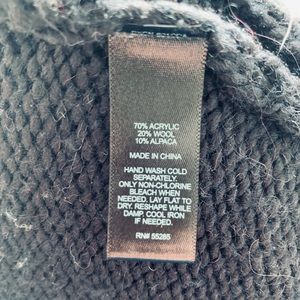 70% ACRYLIC
20% WOOL
10% ALPACA
MADE IN CHINA
HAND WASH COLD
SEPARATELY.
ONLY NON-CHLORINE
BLEACH WHEN
NEEDED. LAY FLAT TO
DRY. RESHAPE WHILE
DAMP. COOL IRON
IF NEEDED.
RN# 55285